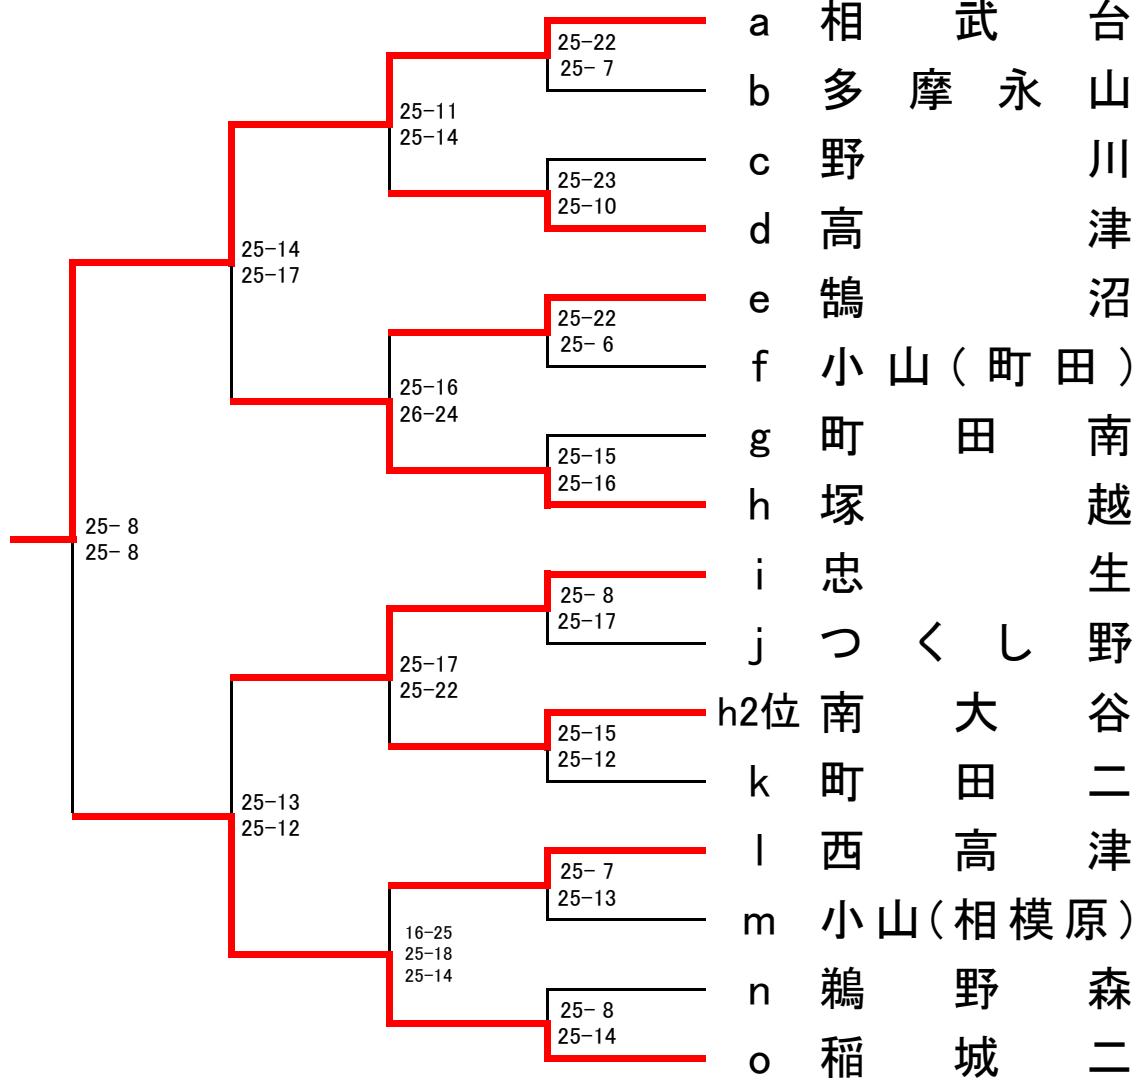 a 相武台
25-22
25- 7
b 多摩永山
25-11
25-14
c 野川
25-23
25-10
d 高津
25-14
25-17
e 鵠沼
25-22
25- 6
f 小山(町田)
25-16
26-24
g 町田南
25-15
25-16
h 塚越
25- 8
25- 8
i 忠生
25- 8
25-17
j つくし野
25-17
25-22
h2位 南大谷
25-15
25-12
k 町田二
25-13
25-12
l 西高津
25- 7
25-13
m 小山(相模原)
16-25
25-18
25-14
n 鵜野森
25- 8
25-14
o 稲城二